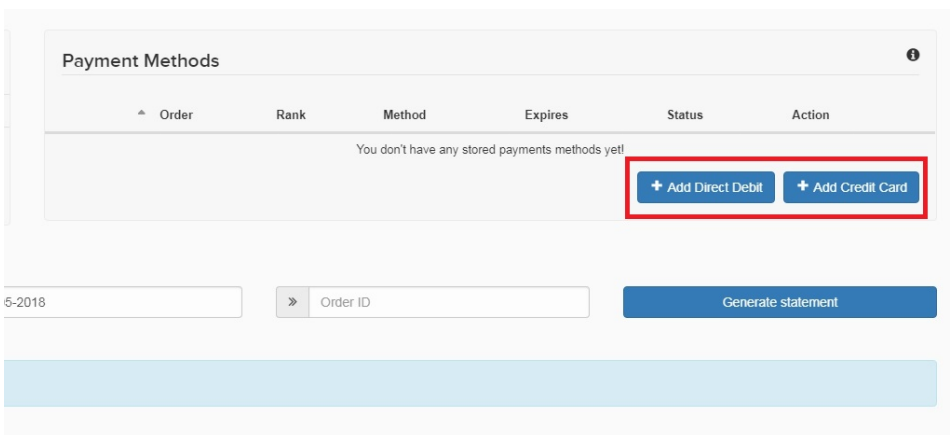 Payment Methods
Order Rank Method Expires Status Action
You don't have any stored payments methods yet!
+ Add Direct Debit + Add Credit Card
05-2018 » Order ID Generate statement